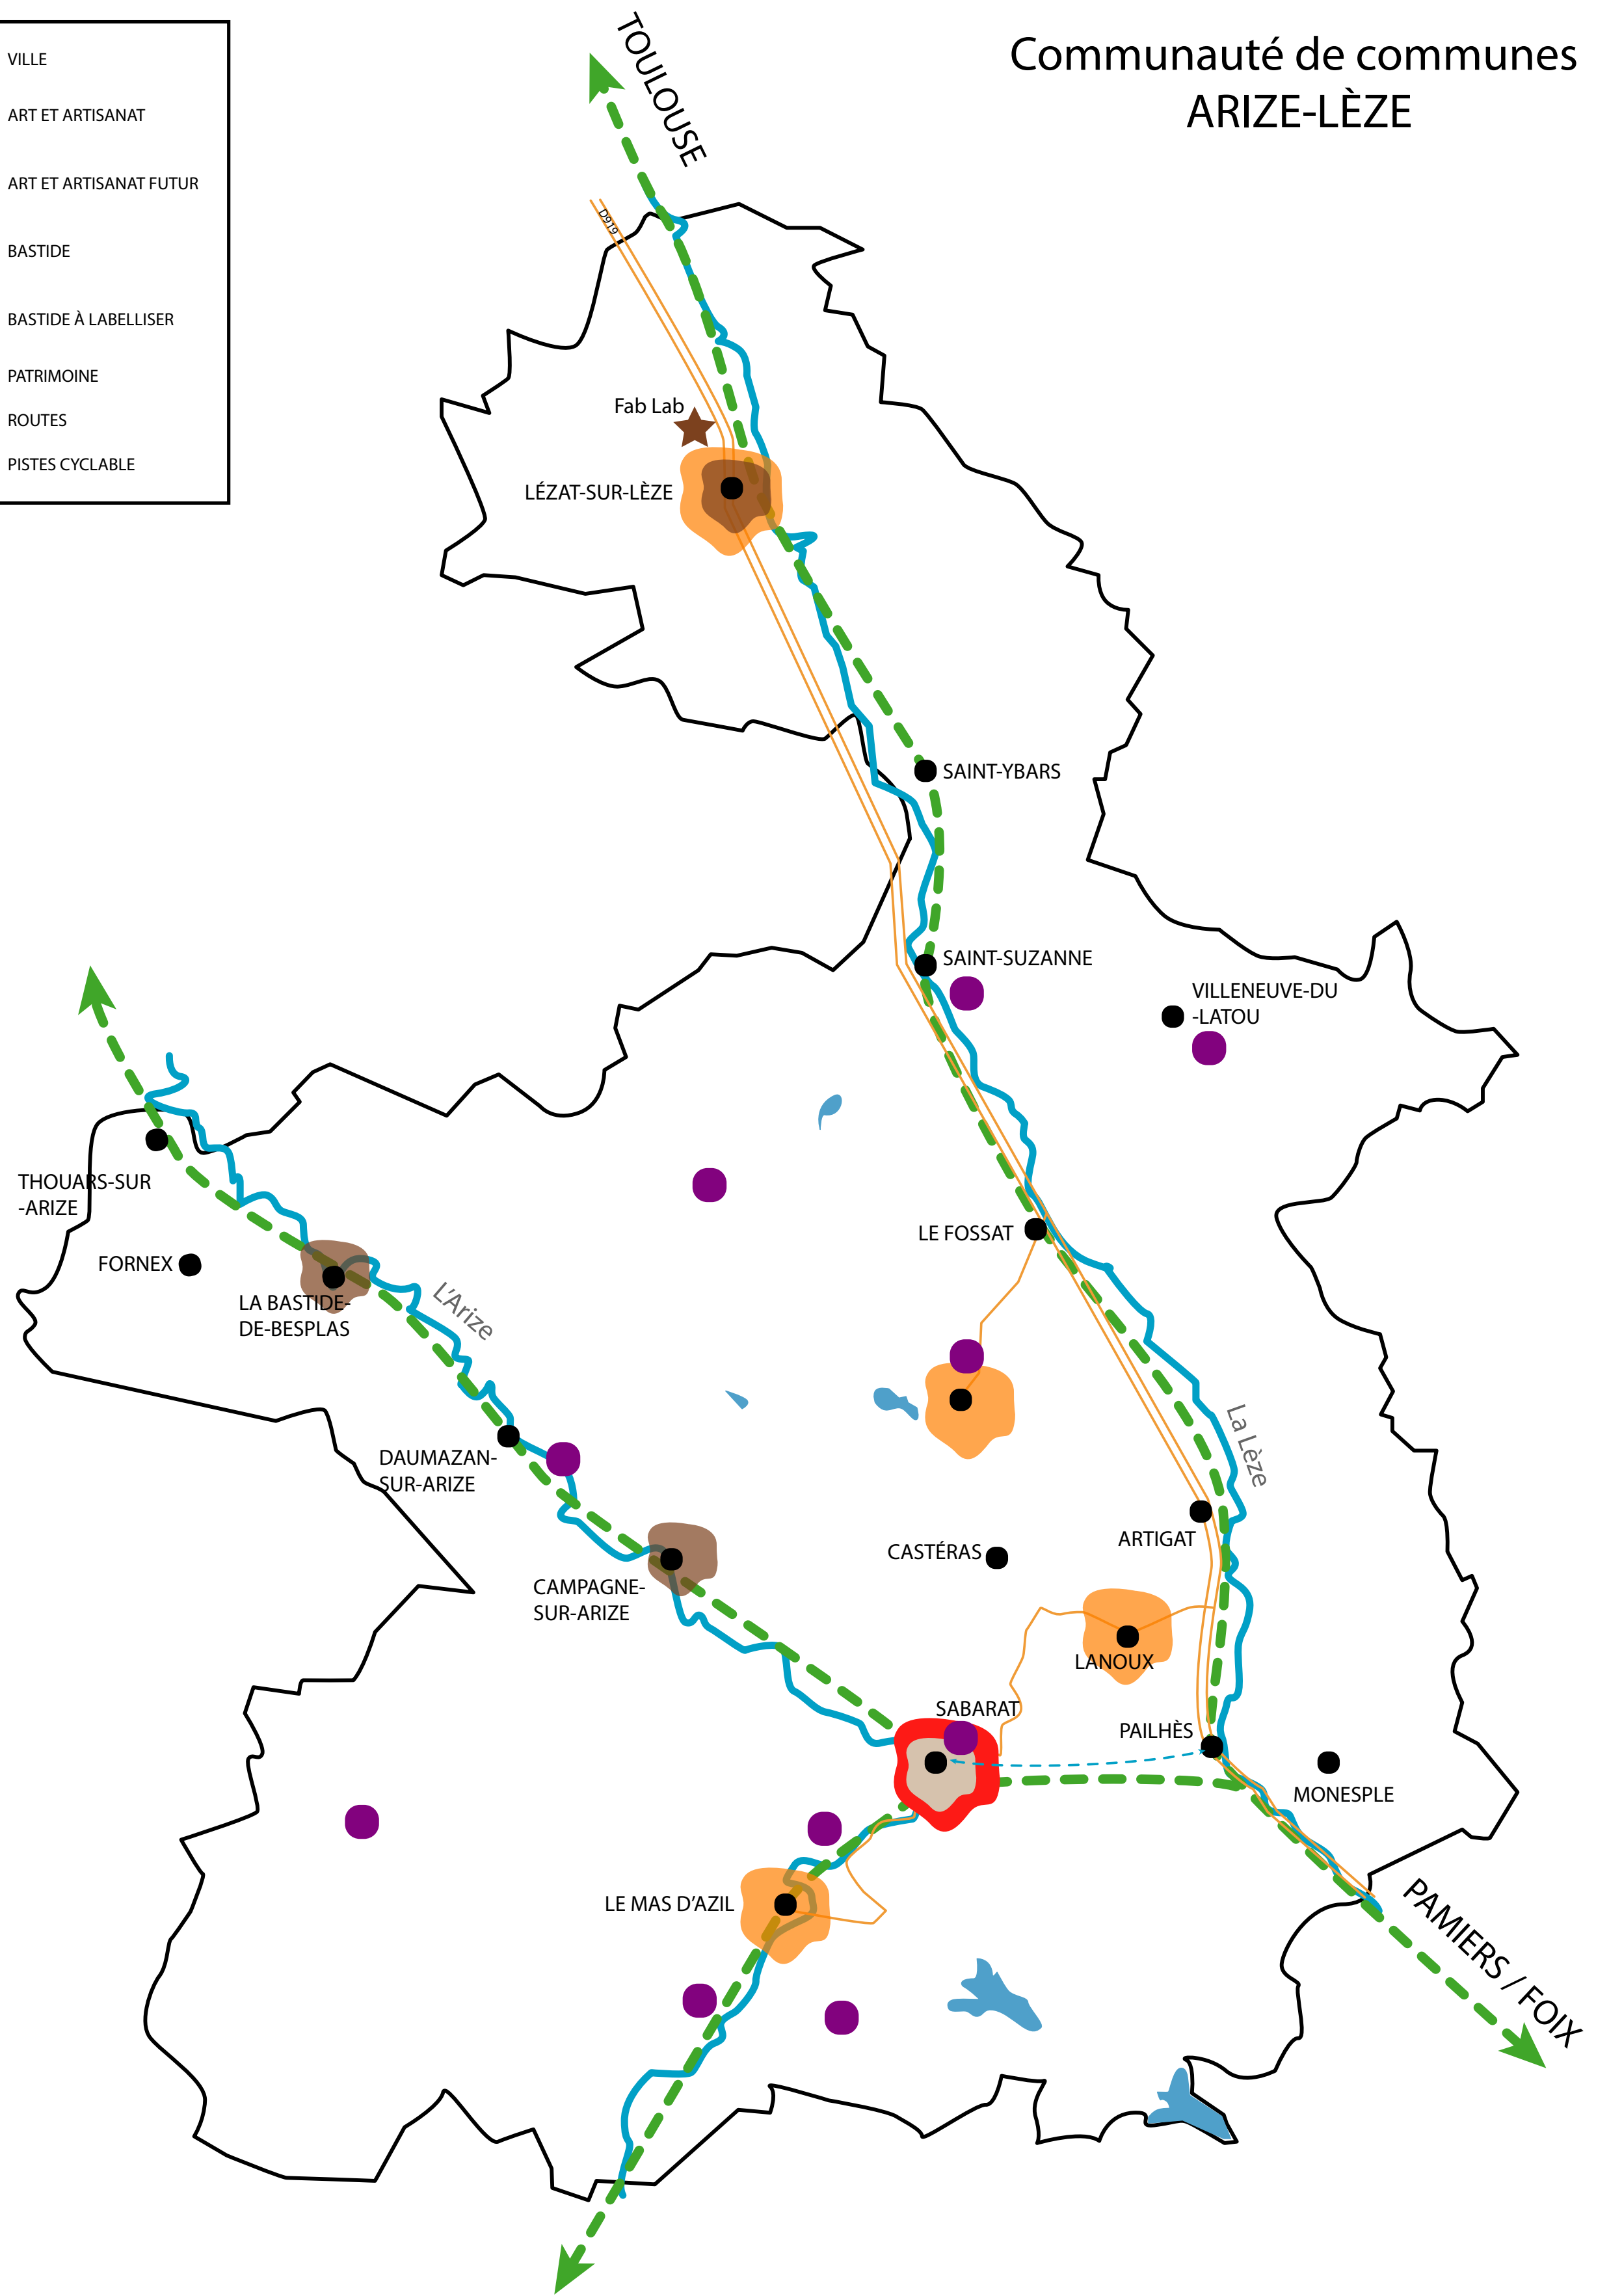 Communauté de communes
ARIZE-LÈZE
VILLE
ART ET ARTISANAT
ART ET ARTISANAT FUTUR
BASTIDE
BASTIDE À LABELLISER
PATRIMOINE
ROUTES
PISTES CYCLABLE
TOULOUSE
D919
Fab Lab
LÉZAT-SUR-LÈZE
SAINT-YBARS
SAINT-SUZANNE
VILLENEUVE-DU
-LATOU
THOUARS-SUR
-ARIZE
FORNEX
LA BASTIDE-
DE-BESPLAS
L'Arize
LE FOSSAT
DAUMAZAN-
SUR-ARIZE
La Lèze
ARTIGAT
CASTÉRAS
CAMPAGNE-
SUR-ARIZE
LANOUX
SABARAT
PAILHÈS
MONESPLE
LE MAS D’AZIL
PAMIERS / FOIX